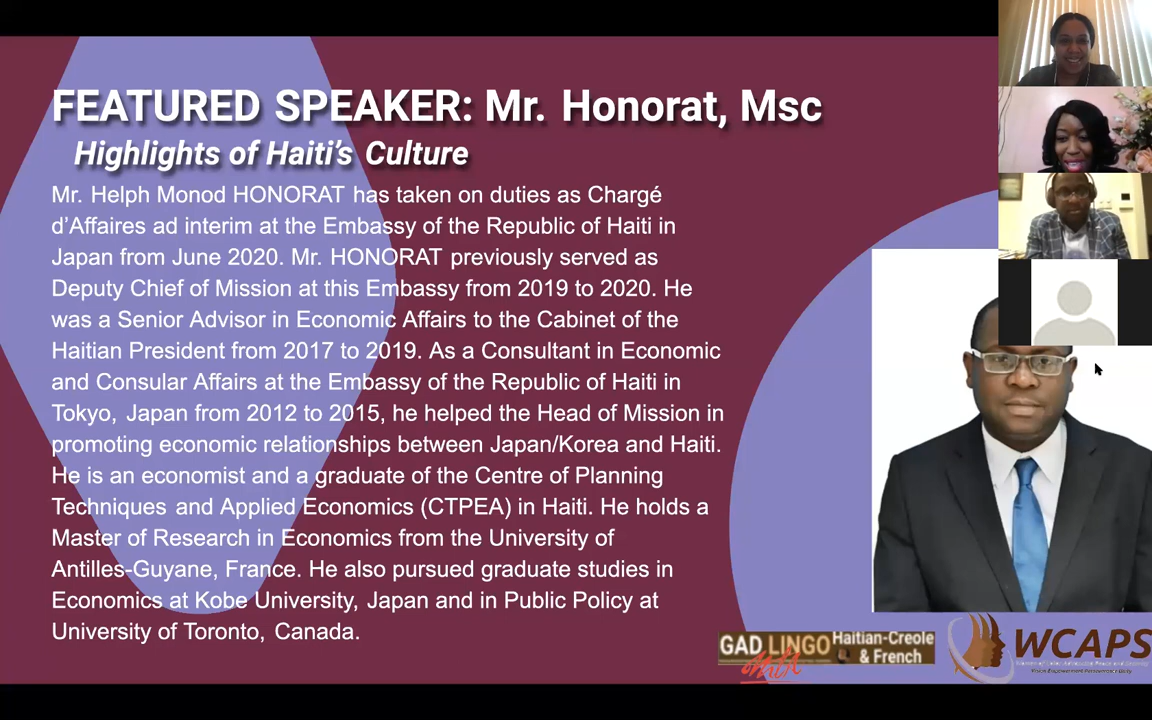 FEATURED SPEAKER: Mr. Honorat, Msc
Highlights of Haiti's Culture
Mr. Helph Monod HONORAT has taken on duties as Chargé
d'Affaires ad interim at the Embassy of the Republic of Haiti in
Japan from June 2020. Mr. HONORAT previously served as
Deputy Chief of Mission at this Embassy from 2019 to 2020. He
was a Senior Advisor in Economic Affairs to the Cabinet of the
Haitian President from 2017 to 2019. As a Consultant in Economic
and Consular Affairs at the Embassy of the Republic of Haiti in
Tokyo, Japan from 2012 to 2015, he helped the Head of Mission in
promoting economic relationships between Japan/Korea and Haiti.
He is an economist and a graduate of the Centre of Planning
Techniques and Applied Economics (CTPEA) in Haiti. He holds a
Master of Research in Economics from the University of
Antilles-Guyane, France. He also pursued graduate studies in
Economics at Kobe University, Japan and in Public Policy at
University of Toronto, Canada.
GAD LINGO
Haitian-Creole
& French
WCAPS